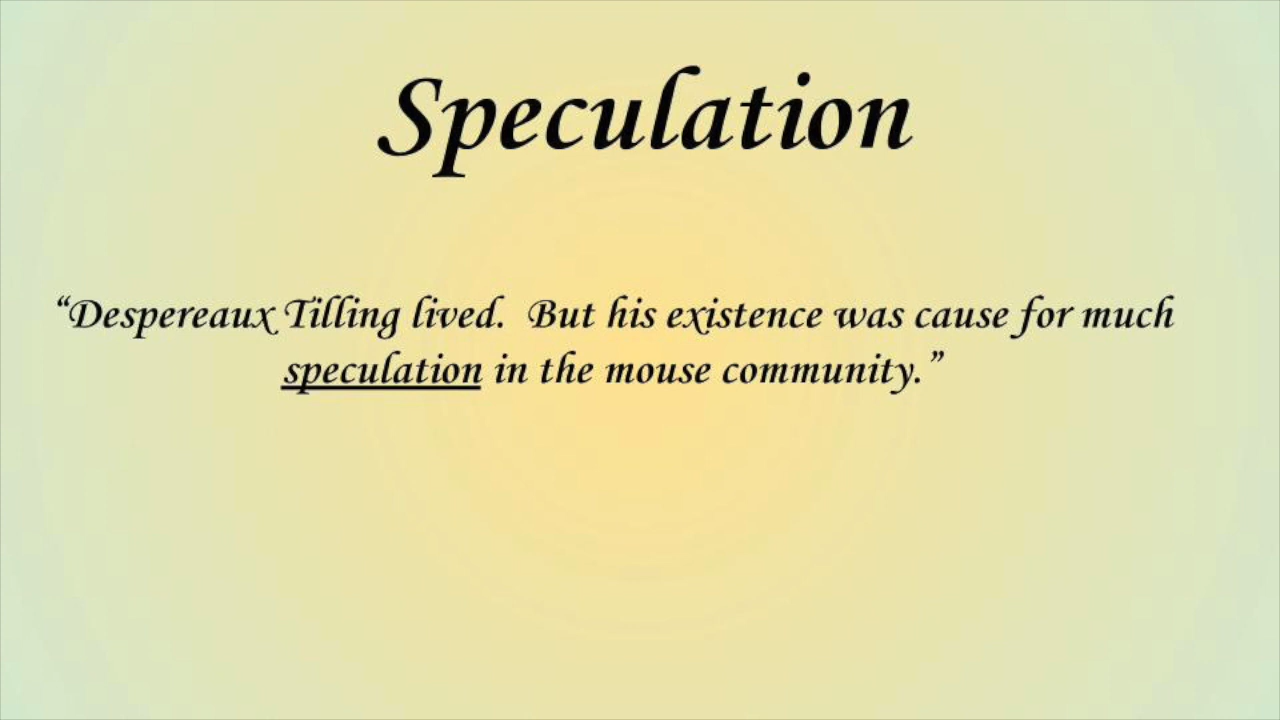 Speculation
“Despereaux Tilling lived.  But his existence was cause for much
speculation in the mouse community.”